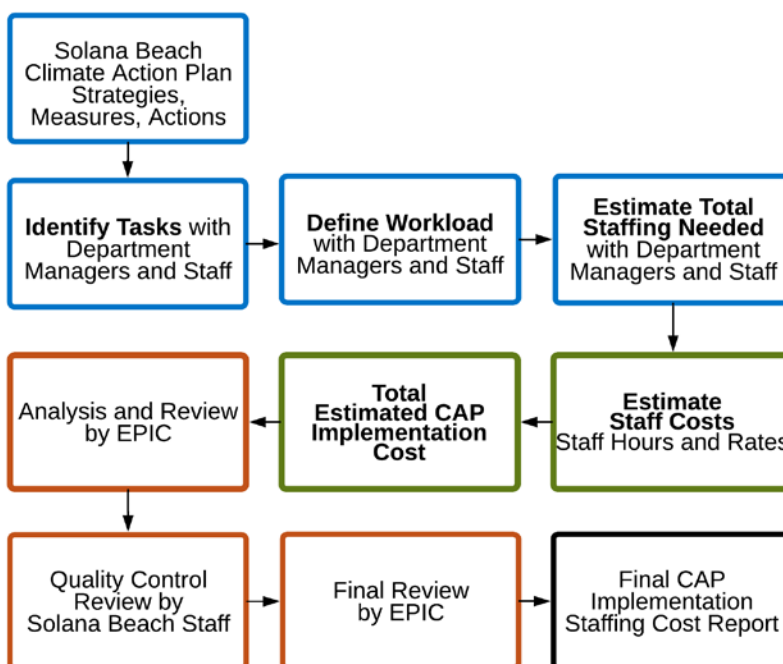 Solana Beach
Climate Action Plan
Strategies,
Measures, Actions
Identify Tasks with
Department
Managers and Staff
Define Workload
with Department
Managers and Staff
Estimate Total
Staffing Needed
with Department
Managers and Staff
Estimate
Staff Costs
Staff Hours and Rates
Total
Estimated CAP
Implementation
Cost
Analysis and Review
by EPIC
Quality Control
Review by
Solana Beach Staff
Final Review
by EPIC
Final CAP
Implementation
Staffing Cost Report